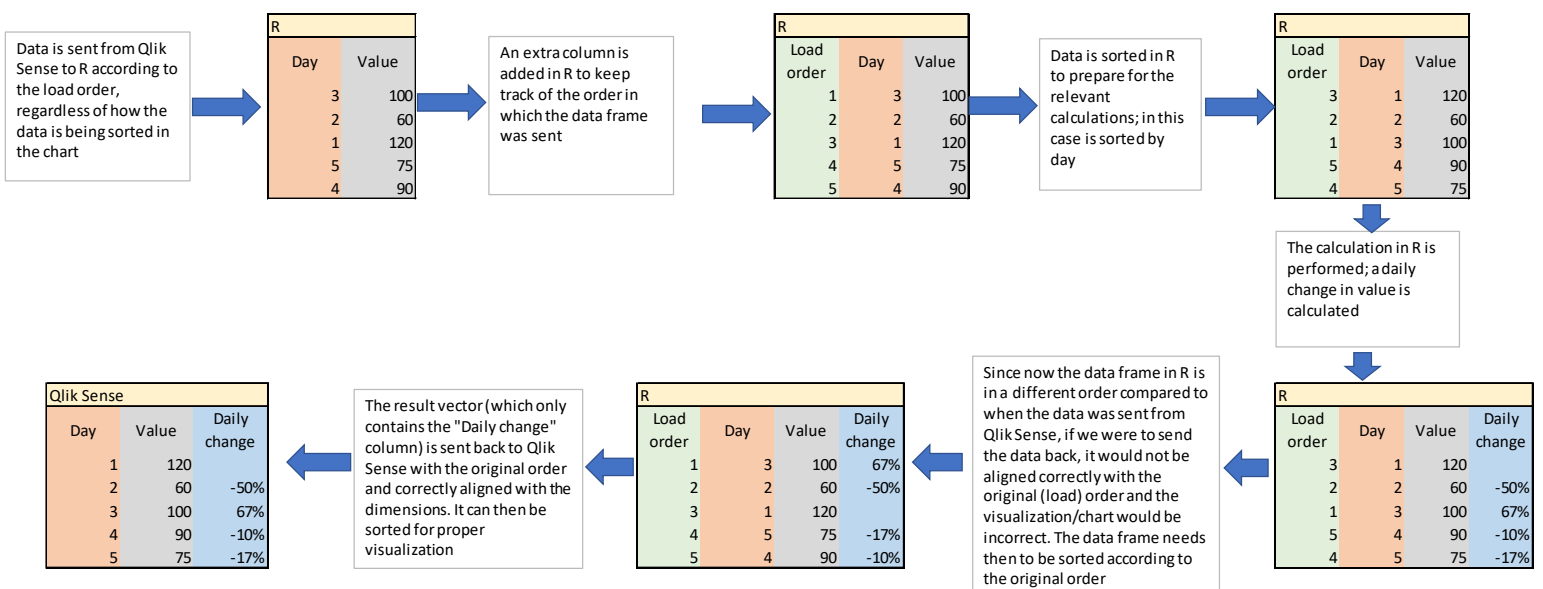 Data is sent from Qlik
Sense to R according to
the load order,
regardless of how the
data is being sorted in
the chart
R
Day Value
3 100
2 60
1 120
5 75
4 90
An extra column is
added in R to keep
track of the order in
which the data frame
was sent
R
Load
order Day Value
1 3 100
2 2 60
3 1 120
4 5 75
5 4 90
Data is sorted in R
to prepare for the
relevant
calculations; in this
case is sorted by
day
R
Load
order Day Value
3 1 120
2 2 60
1 3 100
5 4 90
4 5 75
The calculation in R is
performed; a daily
change in value is
calculated
R
Load
order Day Value Daily
change
3 1 120
2 2 60 -50%
1 3 100 67%
5 4 90 -10%
4 5 75 -17%
Since now the data frame in R is
in a different order compared to
when the data was sent from
Qlik Sense, if we were to send
the data back, it would not be
aligned correctly with the
original (load) order and the
visualization/chart would be
incorrect. The data frame needs
then to be sorted according to
the original order
R
Load
order Day Value Daily
change
1 3 100 67%
2 2 60 -50%
3 1 120
4 5 75 -17%
5 4 90 -10%
The result vector (which only
contains the "Daily change"
column) is sent back to Qlik
Sense with the original order
and correctly aligned with the
dimensions. It can then be
sorted for proper
visualization
Qlik Sense
Day Value Daily
change
1 120
2 60 -50%
3 100 67%
4 90 -10%
5 75 -17%